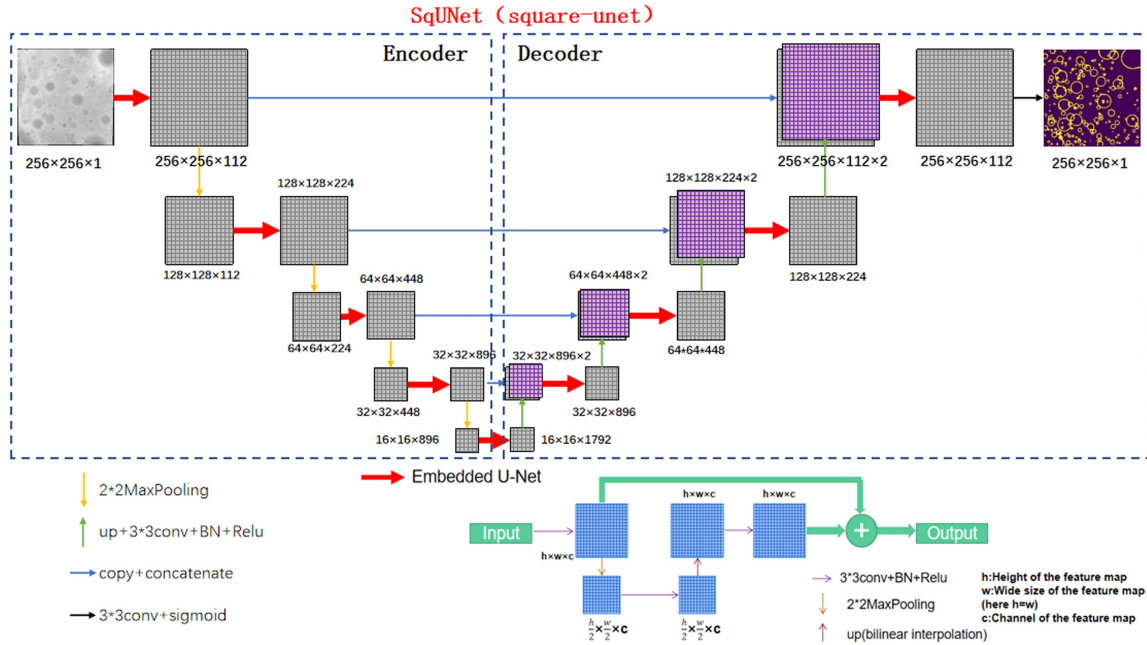 SqUNet (square-unet)
Encoder
Decoder
256×256×1
256×256×112
256×256×112×2
256×256×112
256×256×1
128×128×224
128×128×224×2
128×128×112
128×128×224
64×64×448
64×64×448×2
64×64×224
64*64*448
32×32×896
32×32×896×2
32×32×448
32×32×896
16×16×896
16×16×1792
Embedded U-Net
2*2MaxPooling
up+3*3conv+BN+Relu
copy+concatenate
3*3conv+sigmoid
h×w×c
h×w×c
Input
+
Output
h×w×c
h/2×w/2×c
h/2×w/2×c
3*3conv+BN+Relu
2*2MaxPooling
up(bilinear interpolation)
h:Height of the feature map
w:Wide size of the feature map
(here h=w)
c:Channel of the feature map